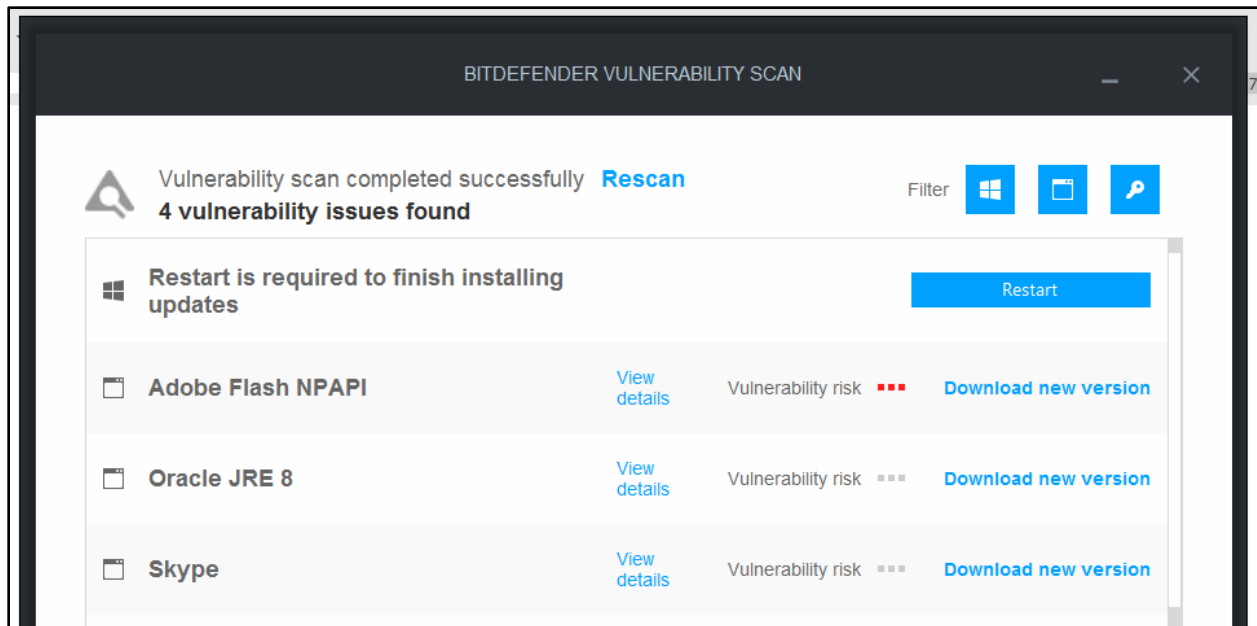 BITDEFENDER VULNERABILITY SCAN
7
Vulnerability scan completed successfully Rescan
4 vulnerability issues found
Filter
Restart is required to finish installing
updates
Restart
Adobe Flash NPAPI
View
details
Vulnerability risk
Download new version
Oracle JRE 8
View
details
Vulnerability risk
Download new version
Skype
View
details
Vulnerability risk
Download new version